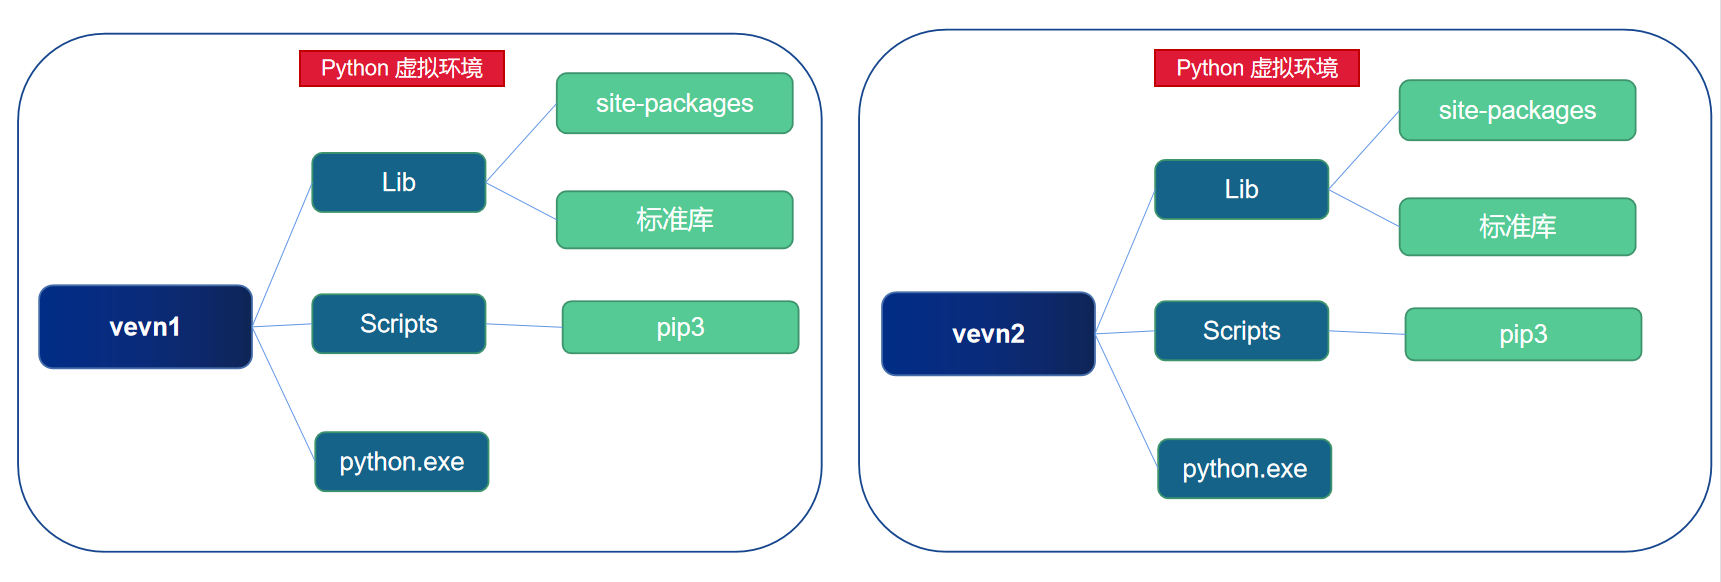 Python 虚拟环境
site-packages
Lib
标准库
vevn1
Scripts
pip3
python.exe
Python 虚拟环境
site-packages
Lib
标准库
vevn2
Scripts
pip3
python.exe